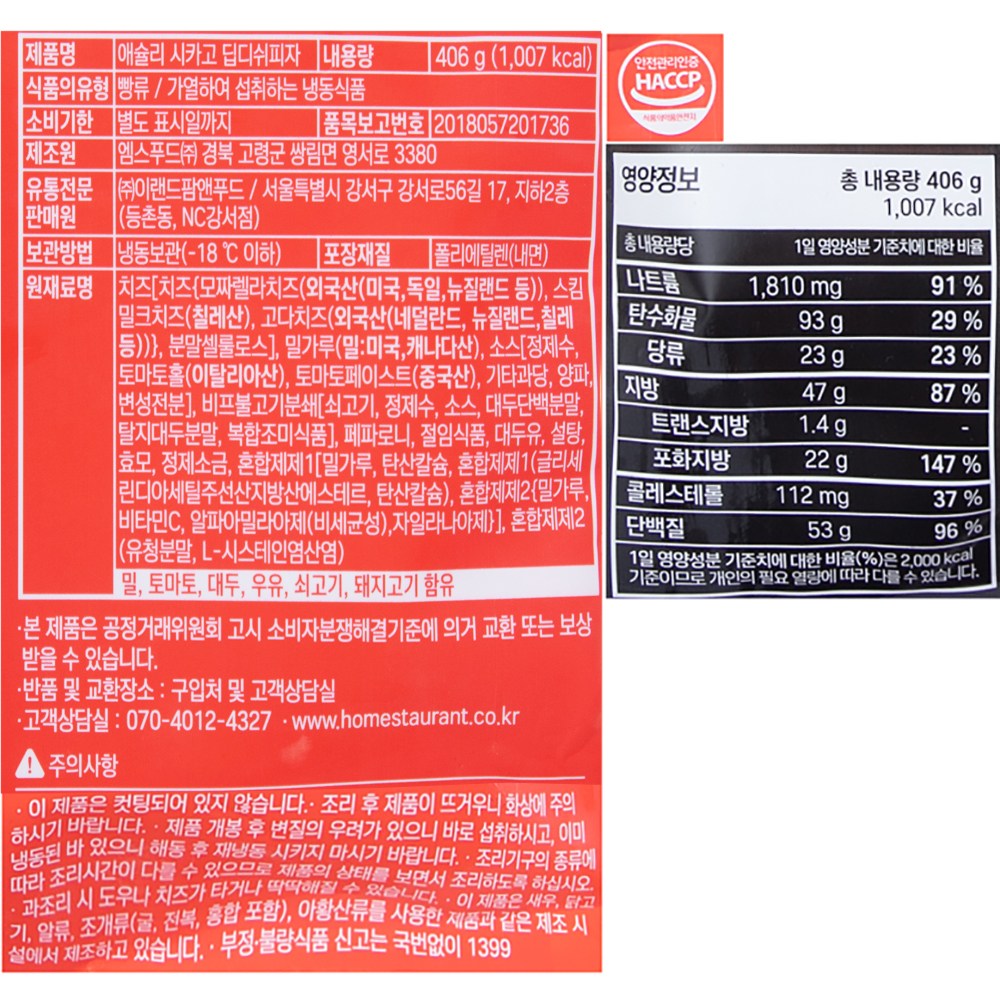 제품명 애슐리 시카고 딥디쉬피자 내용량 406 g (1,007 kcal)
식품의유형 빵류 / 가열하여 섭취하는 냉동식품
소비기한 별도 표시일까지 품목보고번호 2018057201736
제조원 엠스푸드㈜ 경북 고령군 쌍림면 영서로 3380
유통전문 ㈜이랜드팜앤푸드 / 서울특별시 강서구 강서로56길 17, 지하2층
판매원 (등촌동, NC강서점)
보관방법 냉동보관(-18 ℃ 이하) 포장재질 폴리에틸렌(내면)
원재료명 치즈[치즈{모짜렐라치즈(외국산(미국,독일,뉴질랜드 등)), 스킴
밀크치즈(칠레산), 고다치즈(외국산(네덜란드, 뉴질랜드,칠레
등))}, 분말셀룰로스], 밀가루(밀:미국,캐나다산), 소스[정제수,
토마토홀(이탈리아산), 토마토페이스트(중국산), 기타과당, 양파,
변성전분], 비프불고기분쇄[쇠고기, 정제수, 소스, 대두단백분말,
탈지대두분말, 복합조미식품], 페파로니, 절임식품, 대두유, 설탕,
효모, 정제소금, 혼합제제1[밀가루, 탄산칼슘, 혼합제제1(글리세
린디아세틸주석산지방산에스테르, 탄산칼슘), 혼합제제2{밀가루,
비타민C, 알파아밀라아제(비세균성),자일라나아제}], 혼합제제2
(유청분말, L-시스테인염산염)
밀, 토마토, 대두, 우유, 쇠고기, 돼지고기 함유
·본 제품은 공정거래위원회 고시 소비자분쟁해결기준에 의거 교환 또는 보상
받을 수 있습니다.
·반품 및 교환장소 : 구입처 및 고객상담실
·고객상담실 : 070-4012-4327 · www.homestaurant.co.kr
주의사항
· 이 제품은 컷팅되어 있지 않습니다. · 조리 후 제품이 뜨거우니 화상에 주의
하시기 바랍니다. · 제품 개봉 후 변질의 우려가 있으니 바로 섭취하시고, 이미
냉동된 바 있으니 해동 후 재냉동 시키지 마시기 바랍니다. · 조리기구의 종류에
따라 조리시간이 다를 수 있으므로 제품의 상태를 보면서 조리하도록 하십시오.
· 과조리 시 도우나 치즈가 타거나 딱딱해질 수 있습니다. · 이 제품은 새우, 닭고
기, 알류, 조개류(굴, 전복, 홍합 포함), 아황산류를 사용한 제품과 같은 제조 시
설에서 제조하고 있습니다. · 부정·불량식품 신고는 국번없이 1399
안전관리인증
HACCP
식품의약품안전처
영양정보 총 내용량 406 g
1,007 kcal
총 내용량당 1일 영양성분 기준치에 대한 비율
나트륨 1,810 mg 91 %
탄수화물 93 g 29 %
당류 23 g 23 %
지방 47 g 87 %
트랜스지방 1.4 g -
포화지방 22 g 147 %
콜레스테롤 112 mg 37 %
단백질 53 g 96 %
1일 영양성분 기준치에 대한 비율(%)은 2,000 kcal
기준이므로 개인의 필요 열량에 따라 다를 수 있습니다.